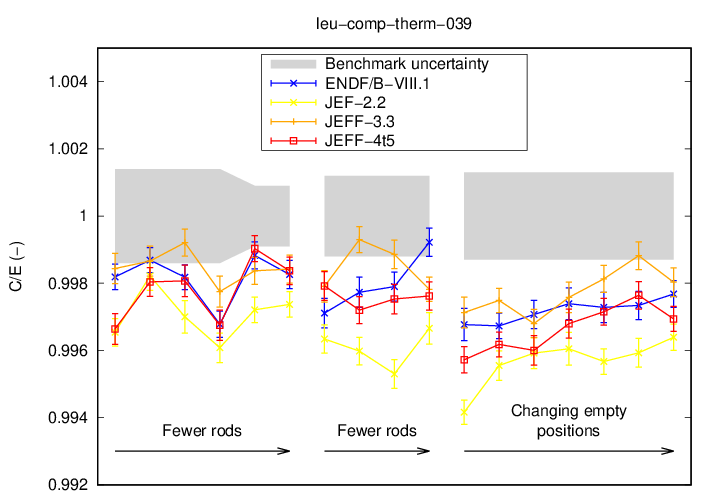 leu−comp−therm−039
Benchmark uncertainty
ENDF/B−VIII.1
JEF−2.2
JEFF−3.3
JEFF−4t5
1.004
1.002
1
0.998
0.996
0.994
0.992
C/E (−)
Fewer rods
Fewer rods
Changing empty
positions